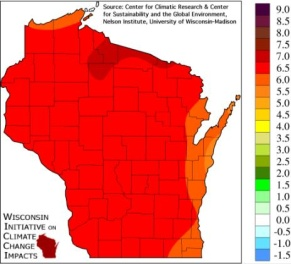 Source: Center for Climatic Research & Center
for Sustainability and the Global Environment,
Nelson Institute, University of Wisconsin-Madison
9.0
8.5
8.0
7.5
7.0
6.5
6.0
5.5
5.0
4.5
4.0
3.5
3.0
2.5
2.0
1.5
1.0
0.5
0.0
-0.5
-1.0
-1.5
WISCONSIN
INITIATIVE ON
CLIMATE
CHANGE
IMPACTS